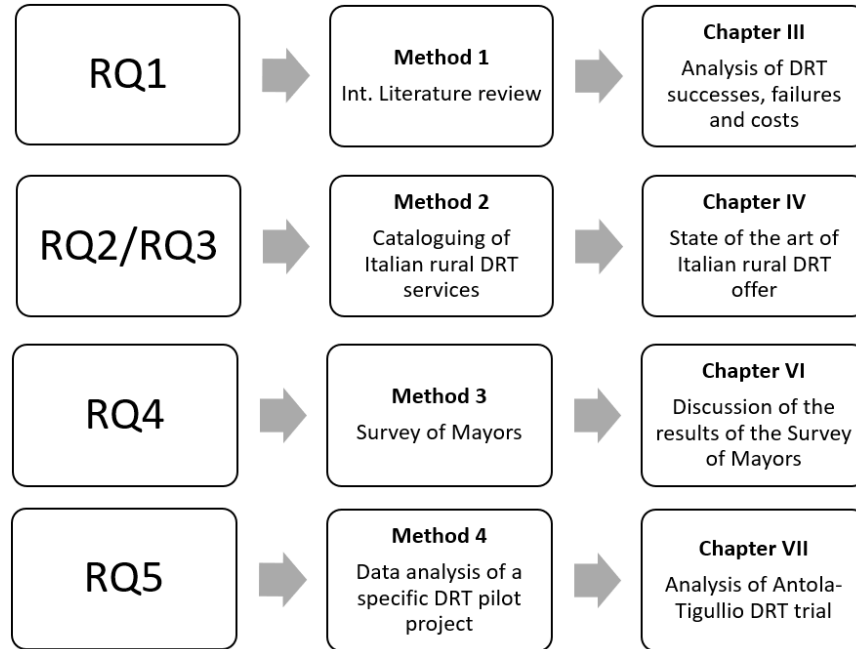 RQ1
Method 1
Int. Literature review
Chapter III
Analysis of DRT
successes, failures
and costs
RQ2/RQ3
Method 2
Cataloguing of
Italian rural DRT
services
Chapter IV
State of the art of
Italian rural DRT
offer
RQ4
Method 3
Survey of Mayors
Chapter VI
Discussion of the
results of the Survey
of Mayors
RQ5
Method 4
Data analysis of a
specific DRT pilot
project
Chapter VII
Analysis of Antola-
Tigullio DRT trial